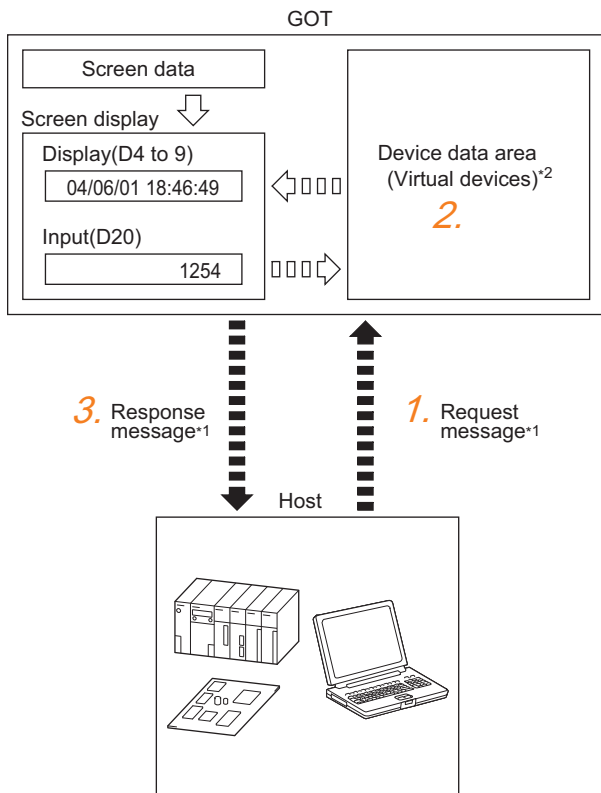 GOT
Screen data
Screen display
Display(D4 to 9)
04/06/01 18:46:49
Input(D20)
1254
Device data area
(Virtual devices)*2
2.
3. Response
message*1
1. Request
message*1
Host